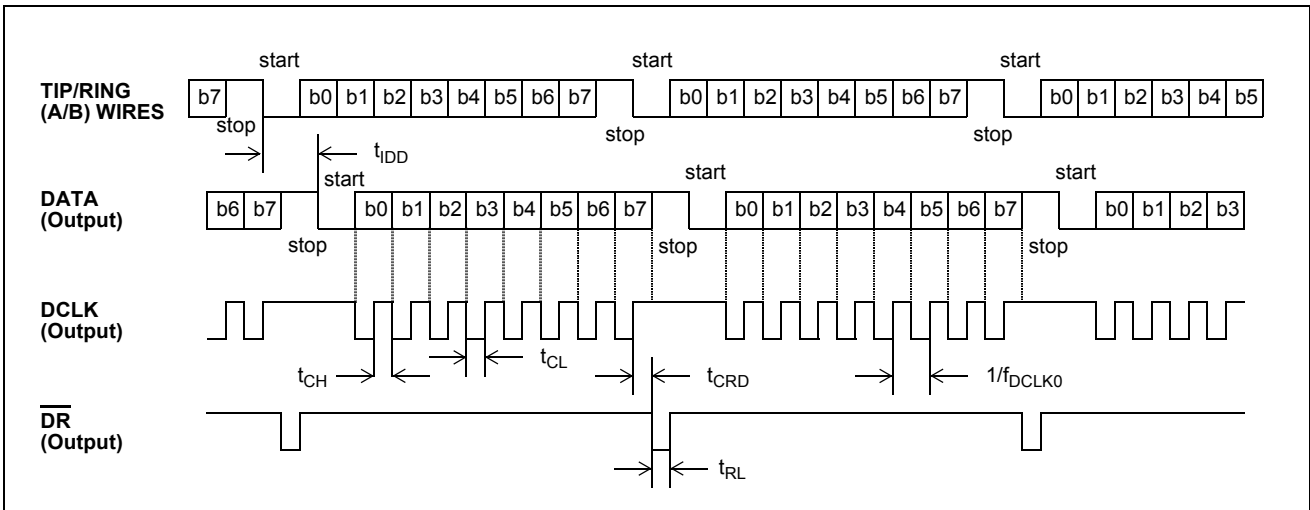 start start start
TIP/RING
(A/B) WIRES
b7 b0 b1 b2 b3 b4 b5 b6 b7 b0 b1 b2 b3 b4 b5 b6 b7 b0 b1 b2 b3 b4 b5
stop stop stop
tIDD
start start start
DATA
(Output)
b6 b7 b0 b1 b2 b3 b4 b5 b6 b7 b0 b1 b2 b3 b4 b5 b6 b7 b0 b1 b2 b3
stop stop stop
DCLK
(Output)
tCH tCL tCRD 1/fDCLK0
DR
(Output)
tRL